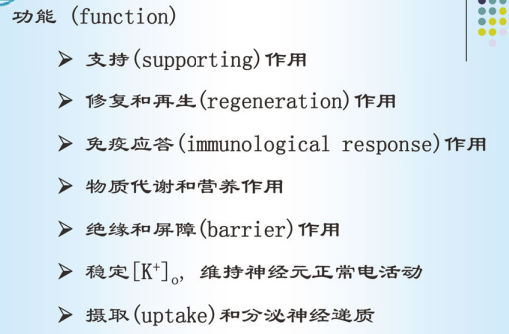 功能 (function)
➢ 支持(supporting)作用
➢ 修复和再生(regeneration)作用
➢ 免疫应答(immunological response)作用
➢ 物质代谢和营养作用
➢ 绝缘和屏障(barrier)作用
➢ 稳定[K⁺]ₒ, 维持神经元正常电活动
➢ 摄取(uptake)和分泌神经递质